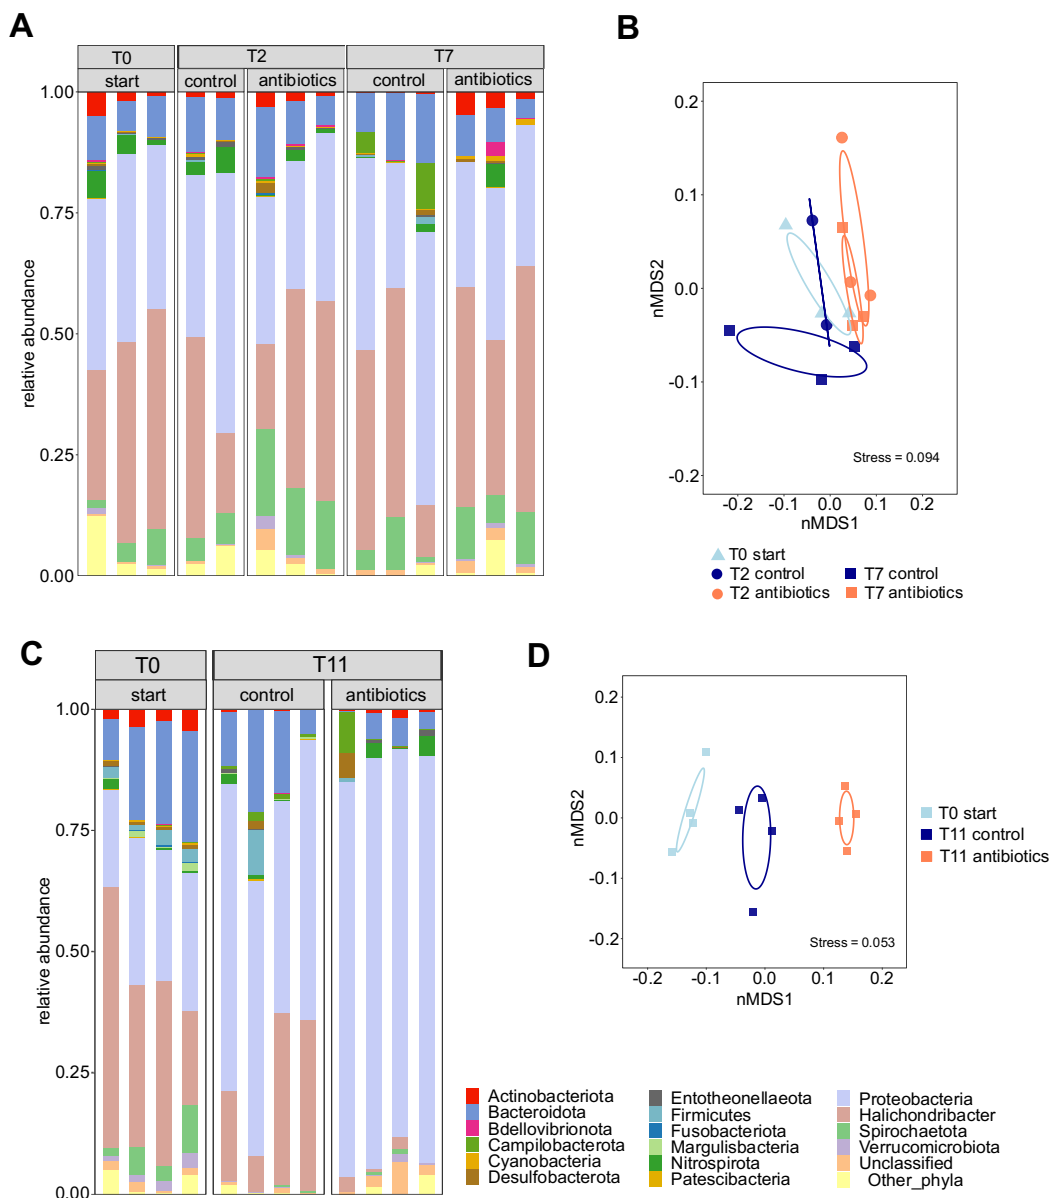 A
T0
T2
T7
start
control
antibiotics
control
antibiotics
1.00
0.75
0.50
0.25
0.00
relative abundance
B
0.2
0.1
0.0
-0.1
-0.2
nMDS2
Stress = 0.094
-0.2
-0.1
0.0
0.1
0.2
nMDS1
T0 start
T2 control
T7 control
T2 antibiotics
T7 antibiotics
C
T0
T11
start
control
antibiotics
1.00
0.75
0.50
0.25
0.00
relative abundance
D
0.2
0.1
0.0
-0.1
-0.2
nMDS2
Stress = 0.053
-0.2
-0.1
0.0
0.1
0.2
nMDS1
T0 start
T11 control
T11 antibiotics
Actinobacteriota
Bacteroidota
Bdellovibrionota
Campilobacterota
Cyanobacteria
Desulfobacterota
Entotheonellaeota
Firmicutes
Fusobacteriota
Margulisbacteria
Nitrospirota
Patescibacteria
Proteobacteria
Halichondribacter
Spirochaetota
Verrucomicrobiota
Unclassified
Other_phyla